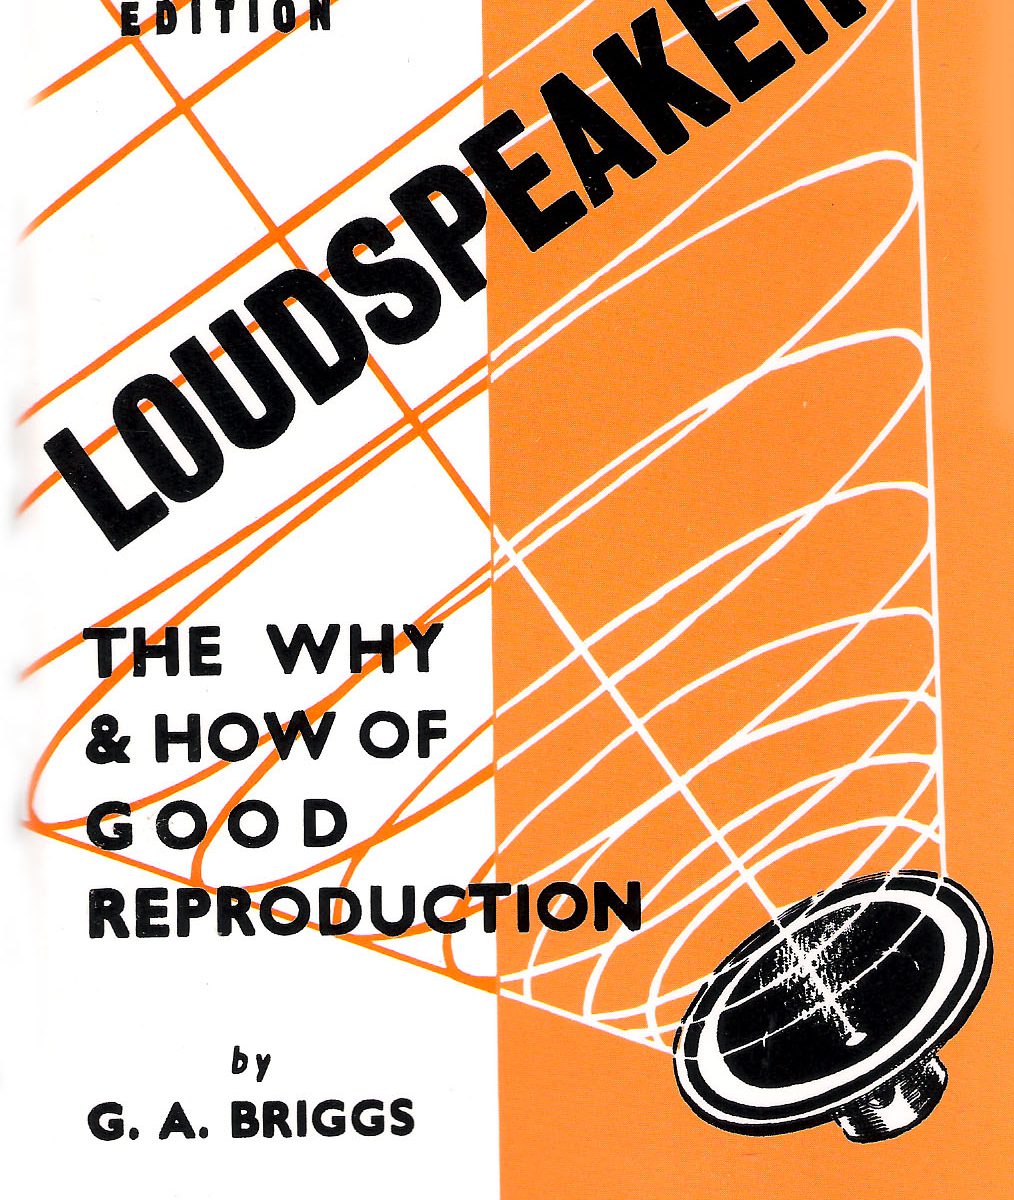 EDITION
LOUDSPEAKER
THE WHY
& HOW OF
GOOD
REPRODUCTION
by
G. A. BRIGGS